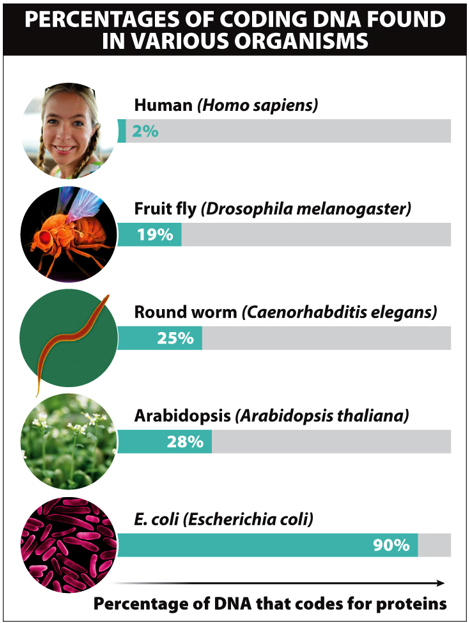 PERCENTAGES OF CODING DNA FOUND
IN VARIOUS ORGANISMS
Human (Homo sapiens)
2%
Fruit fly (Drosophila melanogaster)
19%
Round worm (Caenorhabditis elegans)
25%
Arabidopsis (Arabidopsis thaliana)
28%
E. coli (Escherichia coli)
90%
Percentage of DNA that codes for proteins